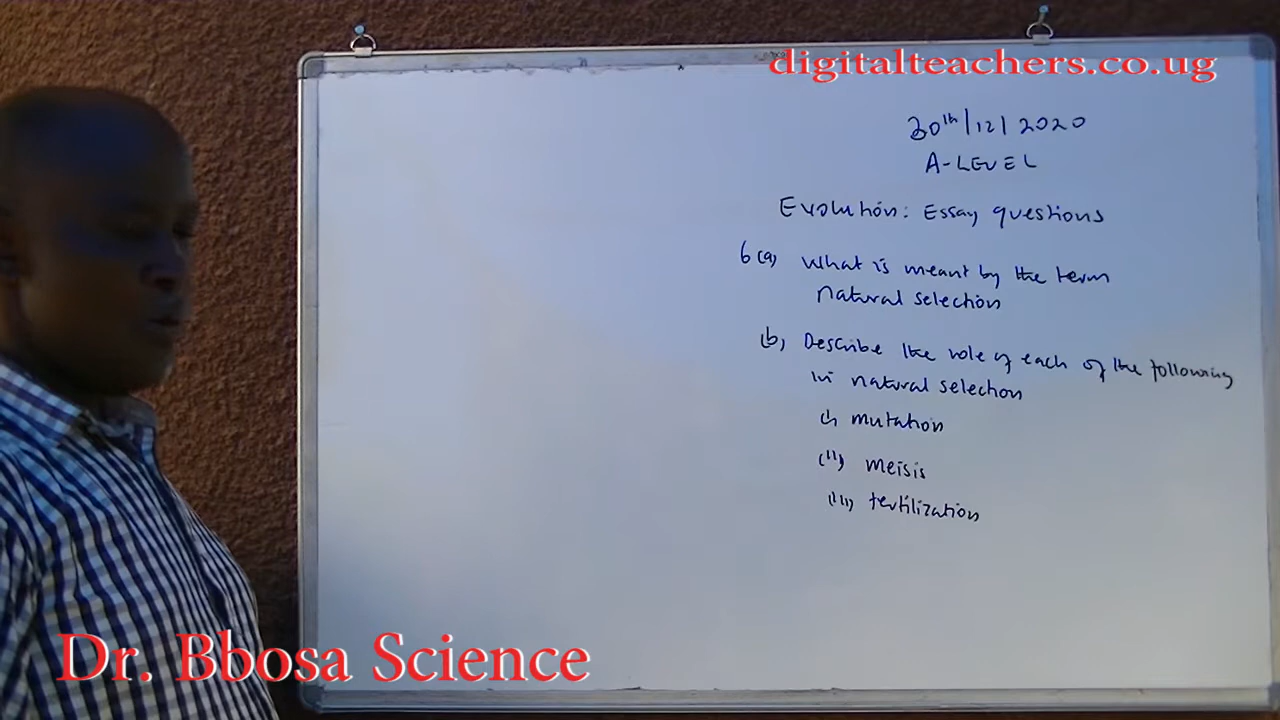 digitalteachers.co.ug
30th/12/2020
A-LEVEL
Evolution: Essay questions
6(a) What is meant by the term
natural selection
(b) Describe the role of each of the following
in natural selection
(i) mutation
(ii) meisis
(iii) fertilization
Dr. Bbosa Science